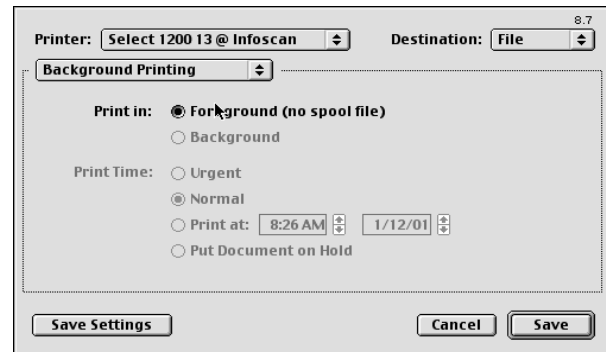 8.7
Printer: Select 1200 13 @ Infoscan Destination: File
Background Printing
Print in: Foreground (no spool file)
Background
Print Time: Urgent
Normal
Print at: 8:26 AM 1/12/01
Put Document on Hold
Save Settings Cancel Save